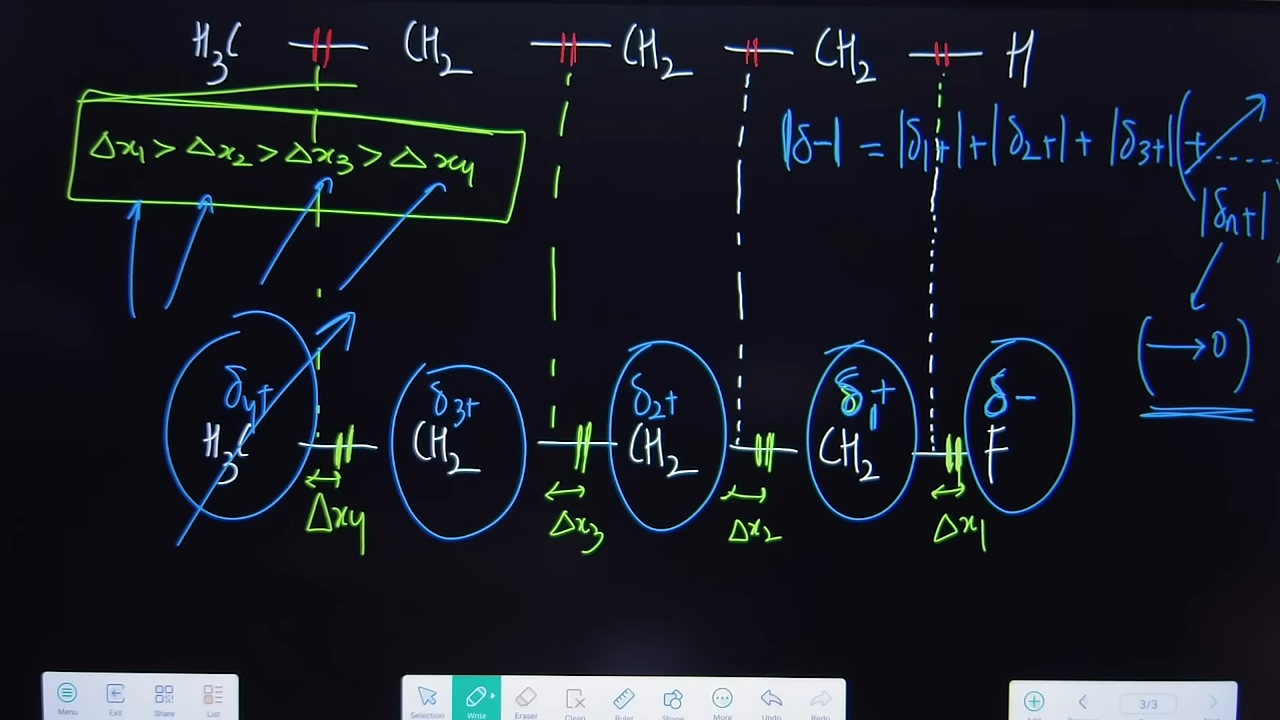 H₃C — CH₂ — CH₂ — CH₂ — H
Δx₁ > Δx₂ > Δx₃ > Δx₄
|δ-| = |δ₁+| + |δ₂+| + |δ₃+| + .....
|δn+|
(→0)
δ₄+ δ₃+ δ₂+ δ₁+ δ-
H₃C — CH₂ — CH₂ — CH₂ — F
Δx₄ Δx₃ Δx₂ Δx₁
Menu Exit Share List Selection Write Eraser Clean Ruler Shape More Undo Redo 3/3